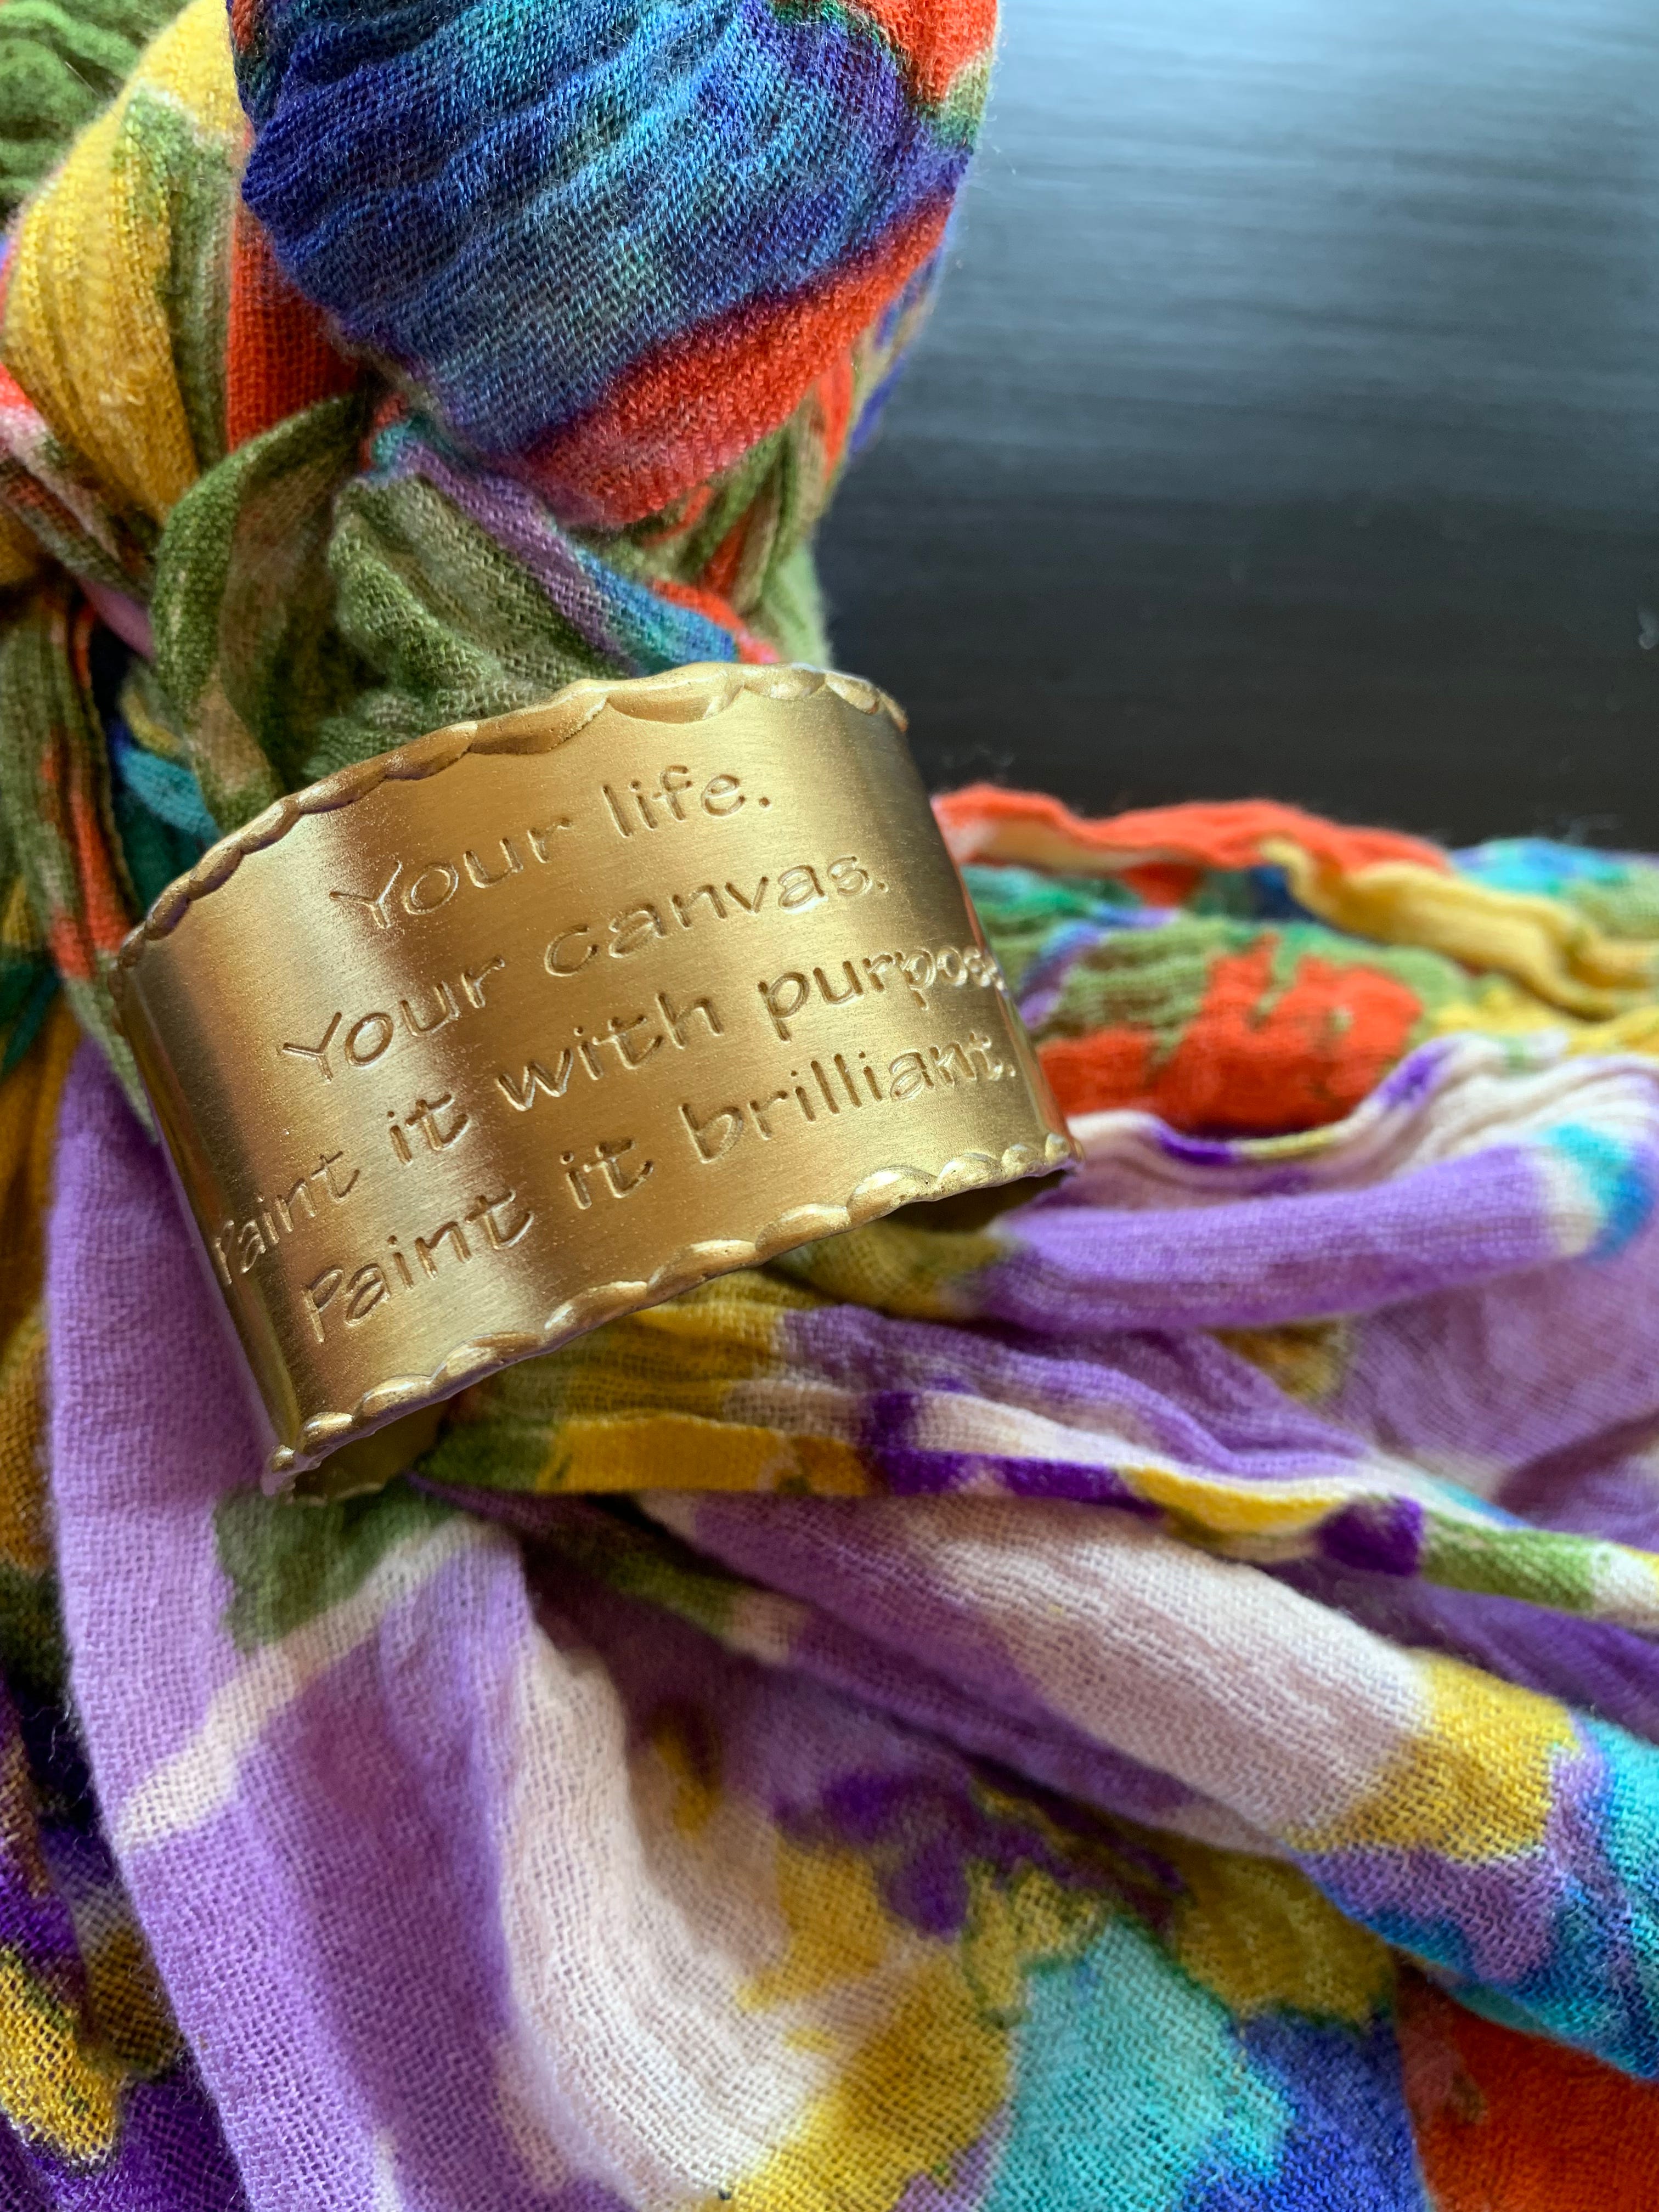 Your life.
Your canvas.
Paint it with purpose
Paint it brilliant.